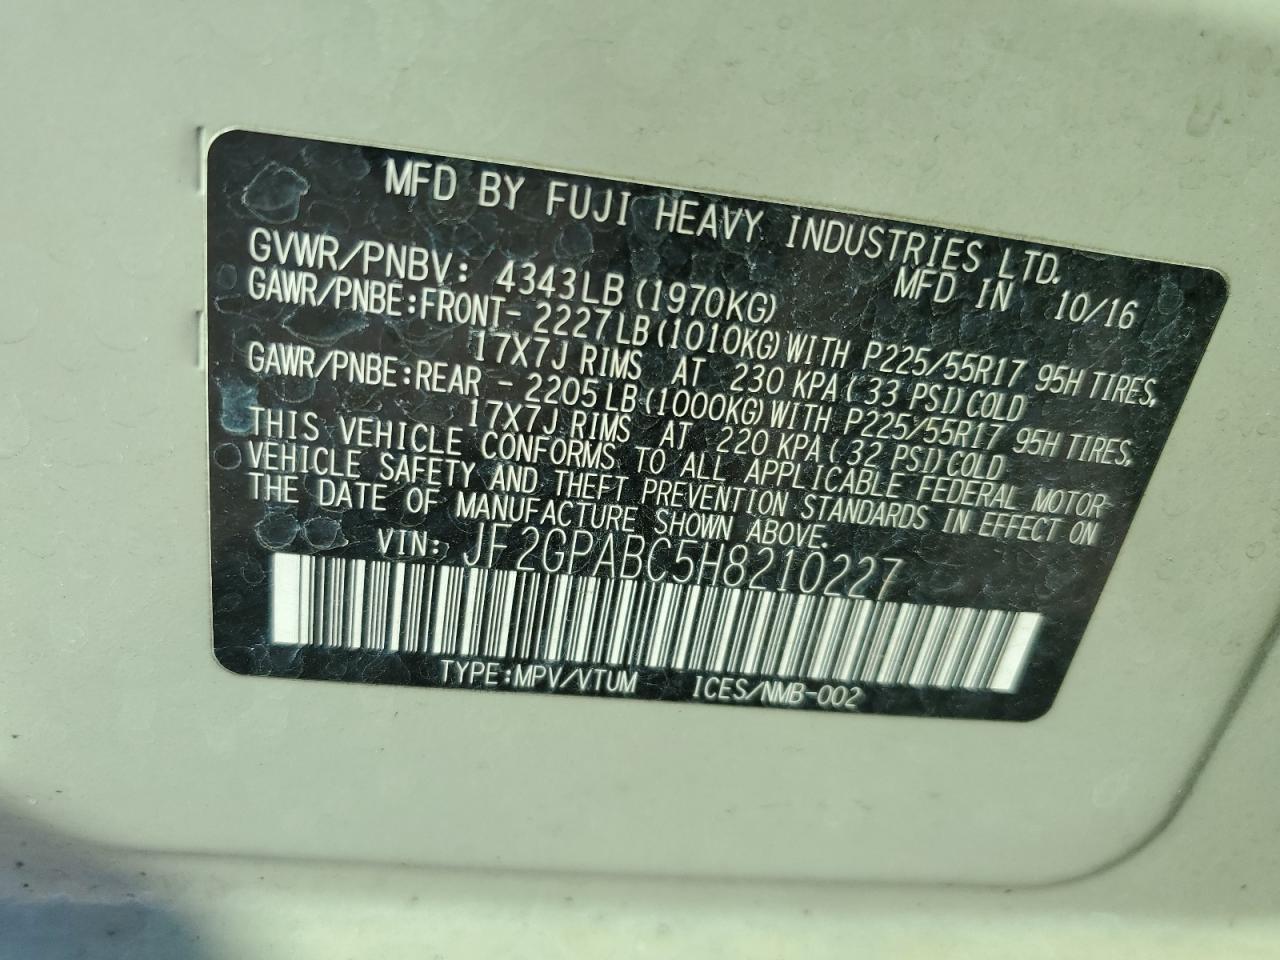 MFD BY FUJI HEAVY INDUSTRIES LTD.
GVWR/PNBV: 4343LB (1970KG) MFD IN 10/16
GAWR/PNBE:FRONT- 2227LB (1010KG) WITH P225/55R17 95H TIRES,
17X7J RIMS AT 230 KPA( 33 PSI) COLD
GAWR/PNBE:REAR - 2205LB (1000KG) WITH P225/55R17 95H TIRES,
17X7J RIMS AT 220 KPA( 32 PSI) COLD
THIS VEHICLE CONFORMS TO ALL APPLICABLE FEDERAL MOTOR-
VEHICLE SAFETY AND THEFT PREVENTION STANDARDS IN EFFECT ON
THE DATE OF MANUFACTURE SHOWN ABOVE.
VIN: JF2GPABC5H8210227
TYPE:MPV/VTUM ICES/NMB-002